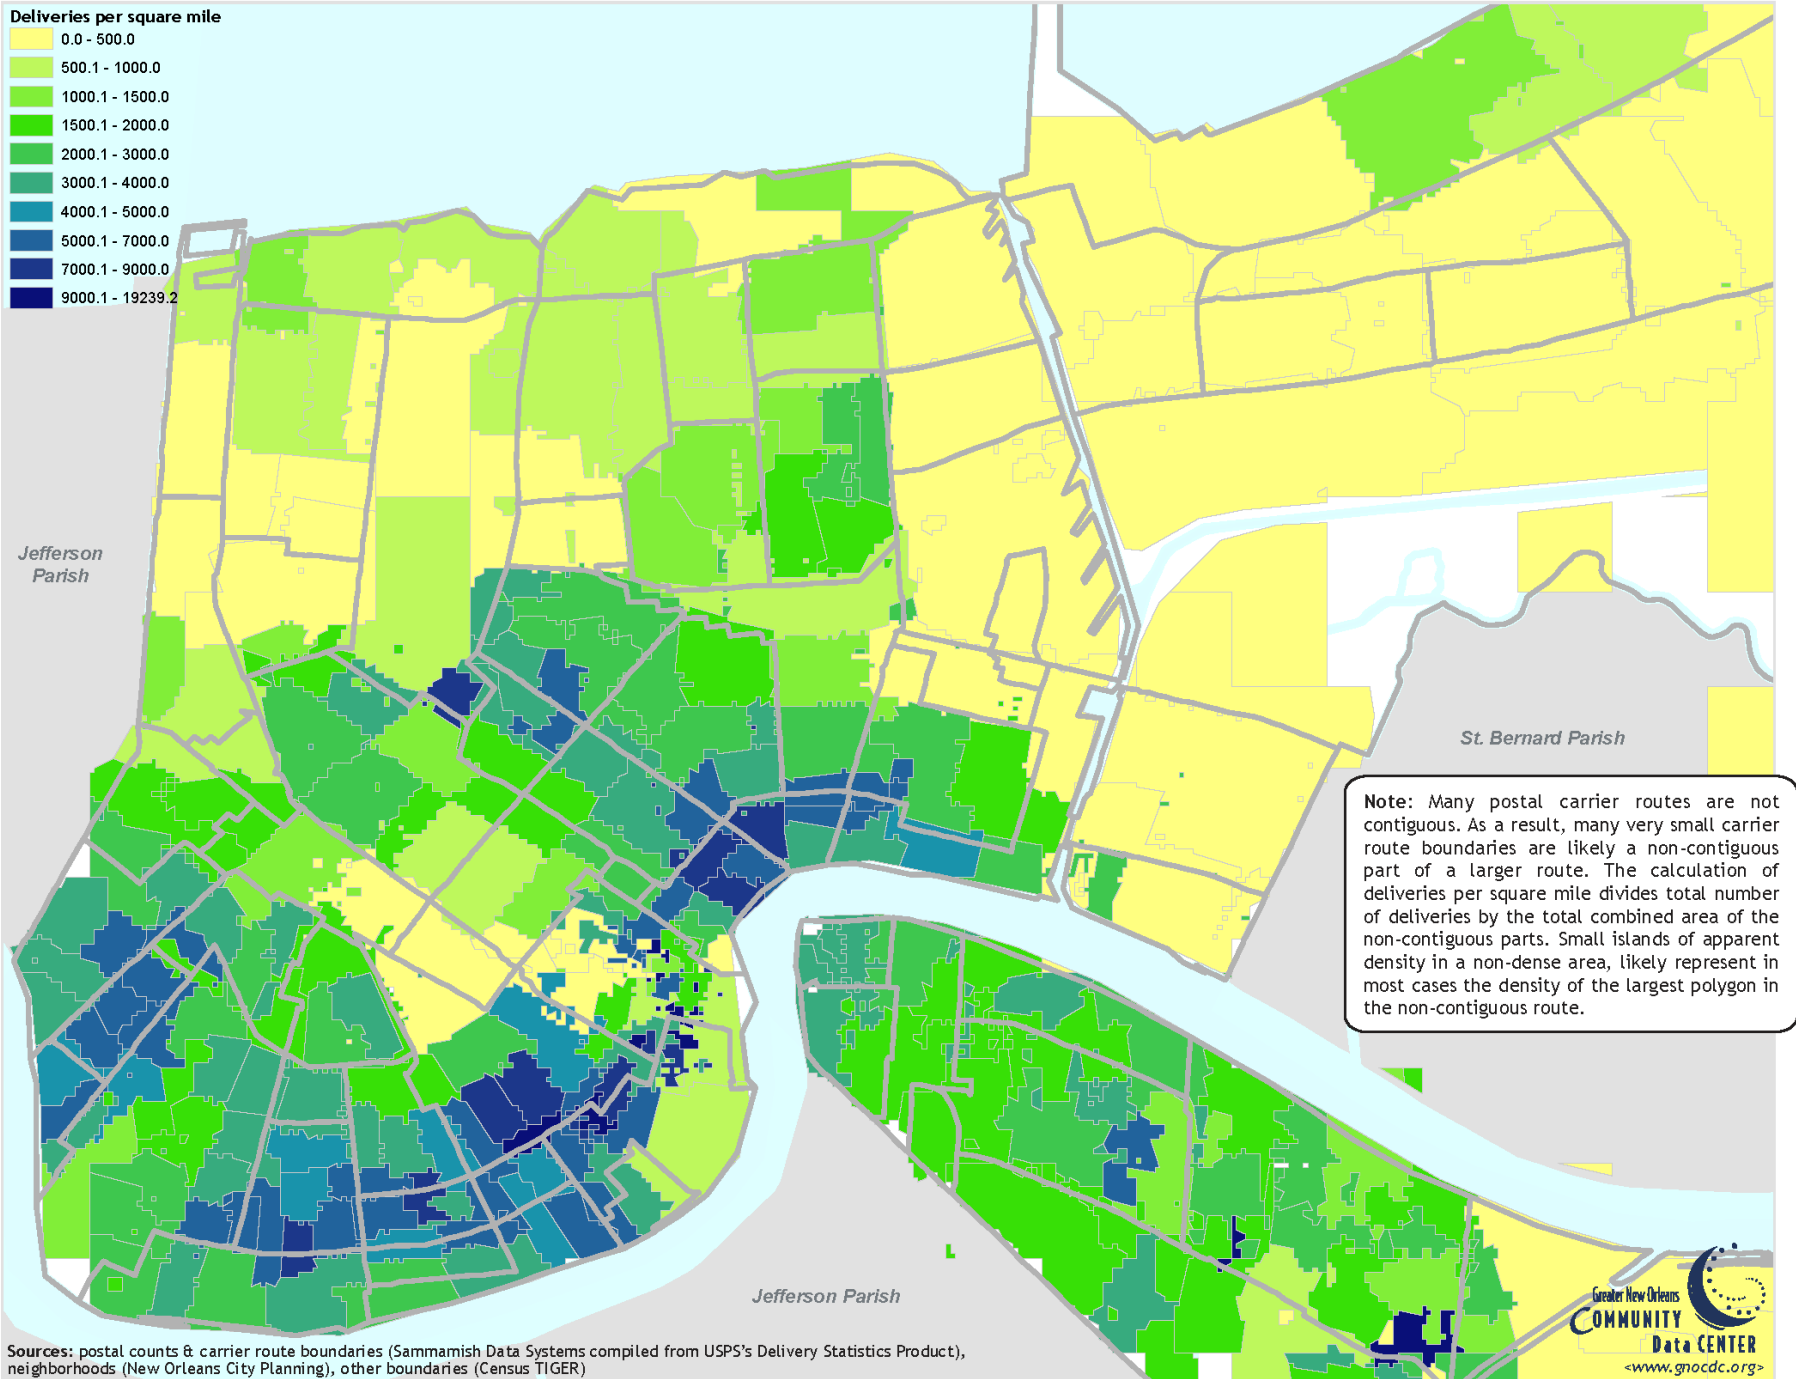 Deliveries per square mile
0.0 - 500.0
500.1 - 1000.0
1000.1 - 1500.0
1500.1 - 2000.0
2000.1 - 3000.0
3000.1 - 4000.0
4000.1 - 5000.0
5000.1 - 7000.0
7000.1 - 9000.0
9000.1 - 19239.2
Jefferson
Parish
St. Bernard Parish
Note: Many postal carrier routes are not
contiguous. As a result, many very small carrier
route boundaries are likely a non-contiguous
part of a larger route. The calculation of
deliveries per square mile divides total number
of deliveries by the total combined area of the
non-contiguous parts. Small islands of apparent
density in a non-dense area, likely represent in
most cases the density of the largest polygon in
the non-contiguous route.
Jefferson Parish
Greater New Orleans
COMMUNITY
Data CENTER
<www.gnocdc.org>
Sources: postal counts & carrier route boundaries (Sammamish Data Systems compiled from USPS's Delivery Statistics Product),
neighborhoods (New Orleans City Planning), other boundaries (Census TIGER)